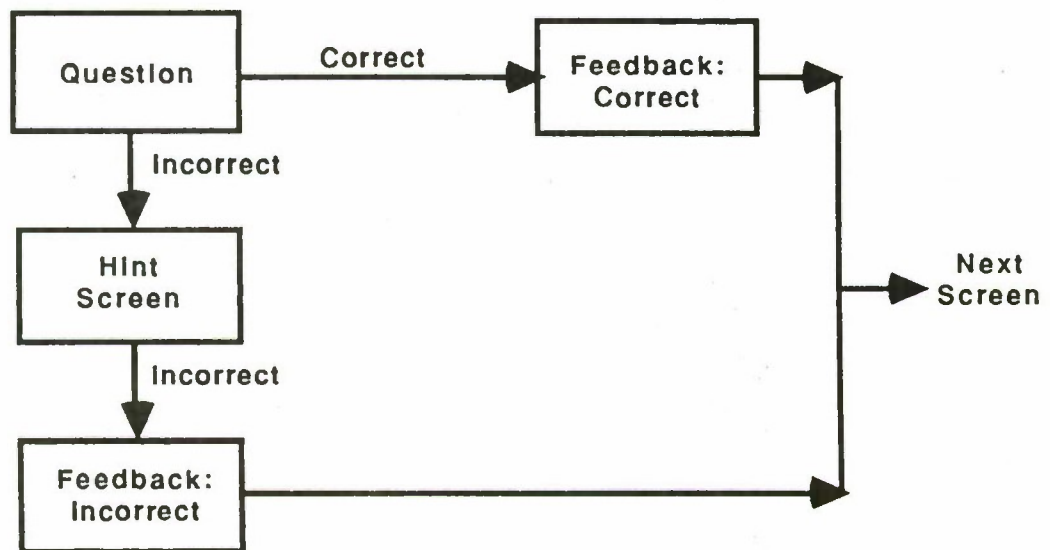 Question
Correct
Feedback:
Correct
Incorrect
Hint
Screen
Next
Screen
Incorrect
Feedback:
Incorrect